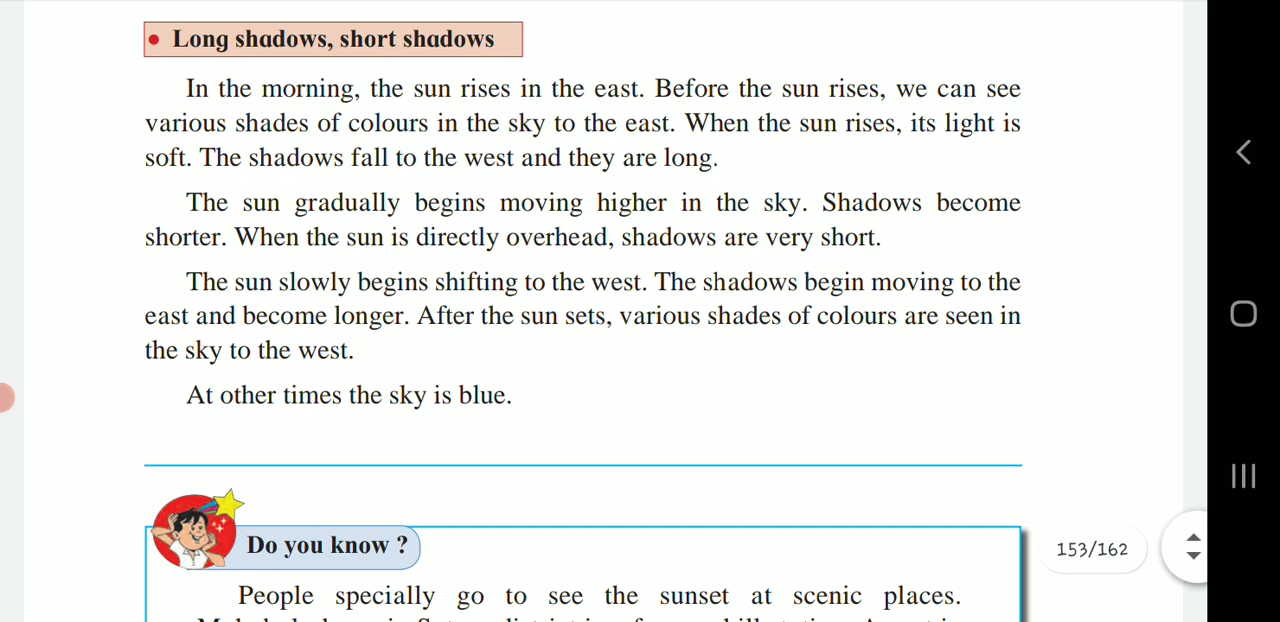 • Long shadows, short shadows
In the morning, the sun rises in the east. Before the sun rises, we can see
various shades of colours in the sky to the east. When the sun rises, its light is
soft. The shadows fall to the west and they are long.
The sun gradually begins moving higher in the sky. Shadows become
shorter. When the sun is directly overhead, shadows are very short.
The sun slowly begins shifting to the west. The shadows begin moving to the
east and become longer. After the sun sets, various shades of colours are seen in
the sky to the west.
At other times the sky is blue.
Do you know ?
153/162
People specially go to see the sunset at scenic places.